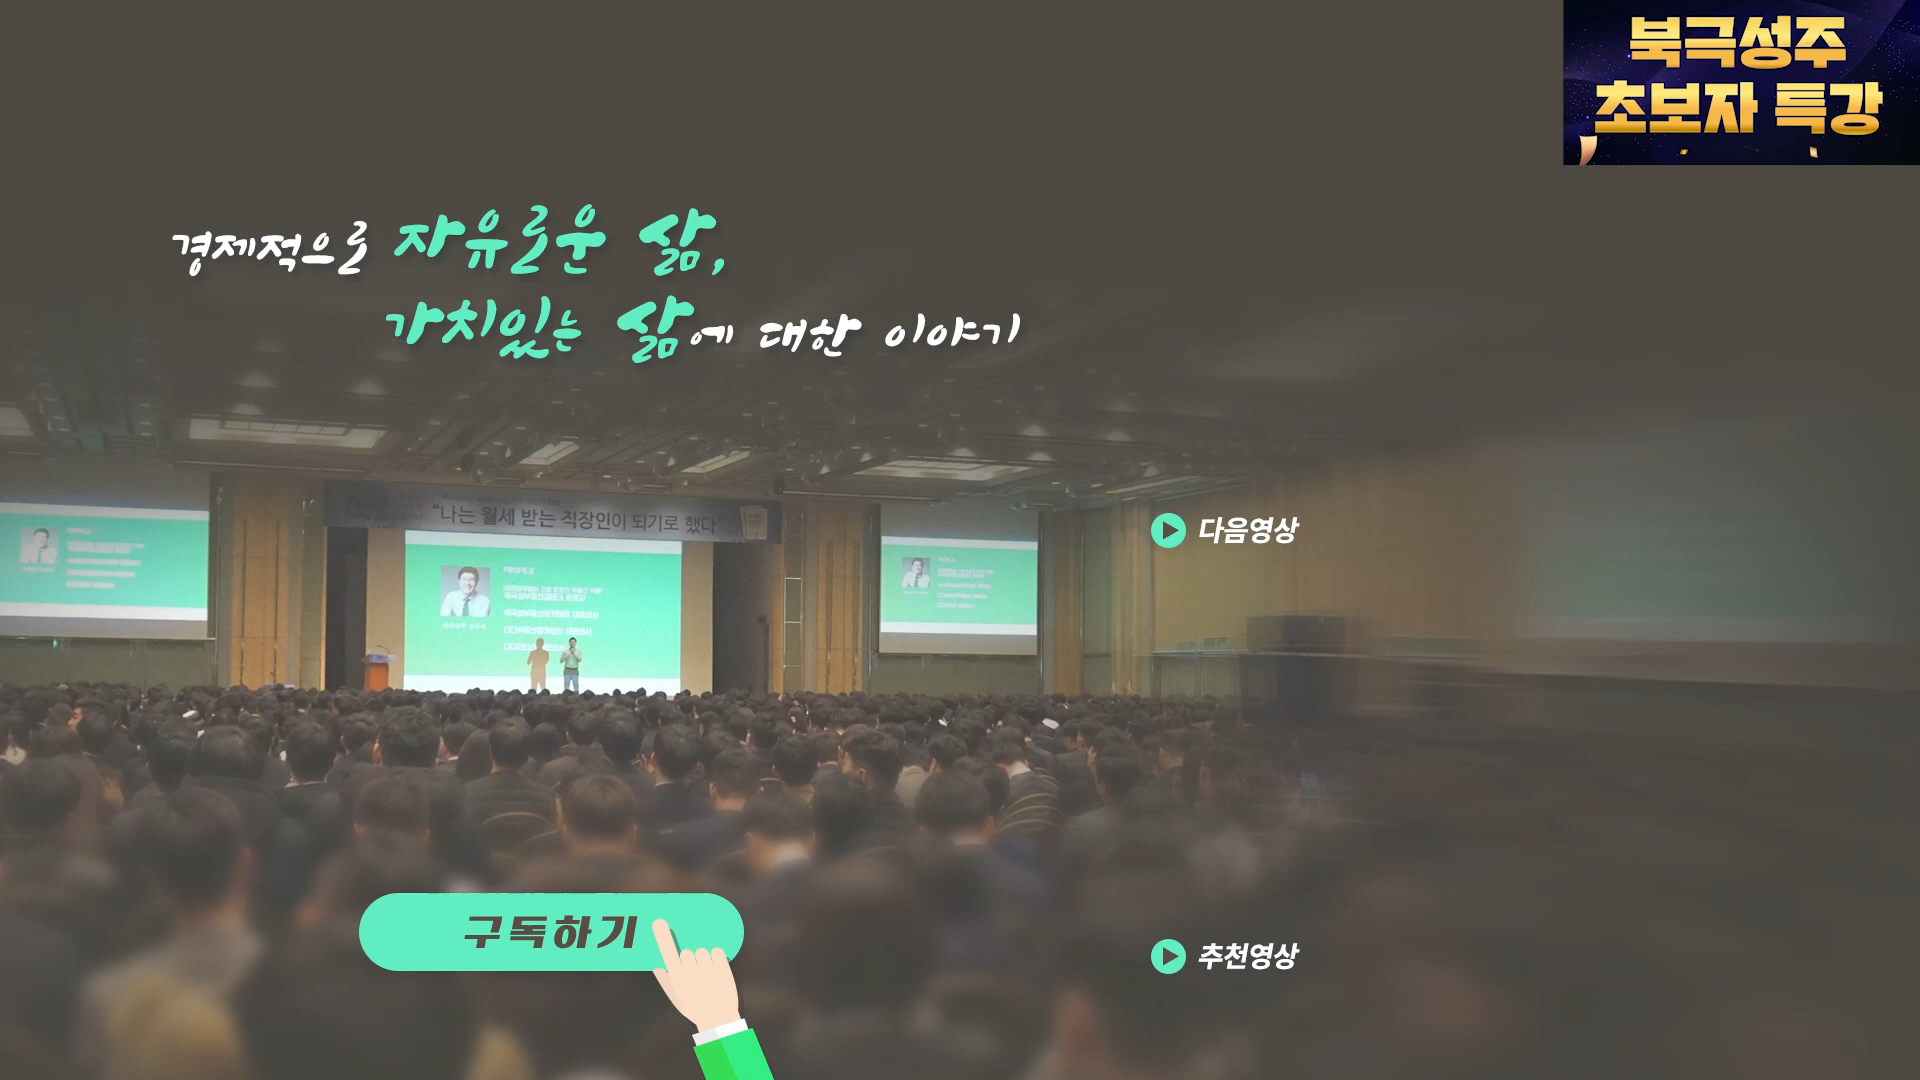 북극성주
초보자 특강
경제적으로 자유로운 삶,
가치있는 삶에 대한 이야기
"나는 월세 받는 직장인이 되기로 했다"
PROFILE
다음영상
구독하기
추천영상